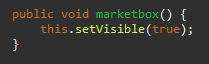 public void marketbox() {
    this.setVisible(true);
}